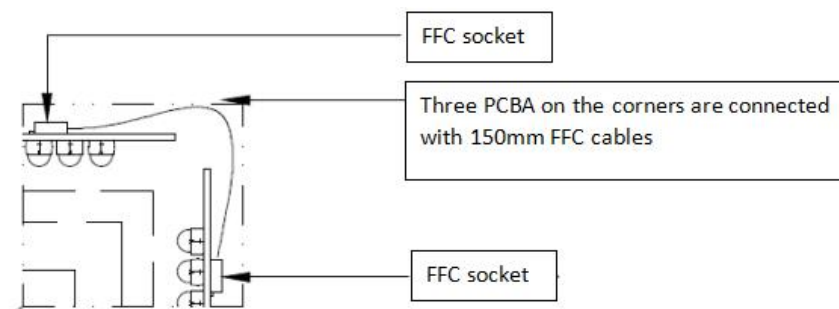 FFC socket
Three PCBA on the corners are connected
with 150mm FFC cables
FFC socket